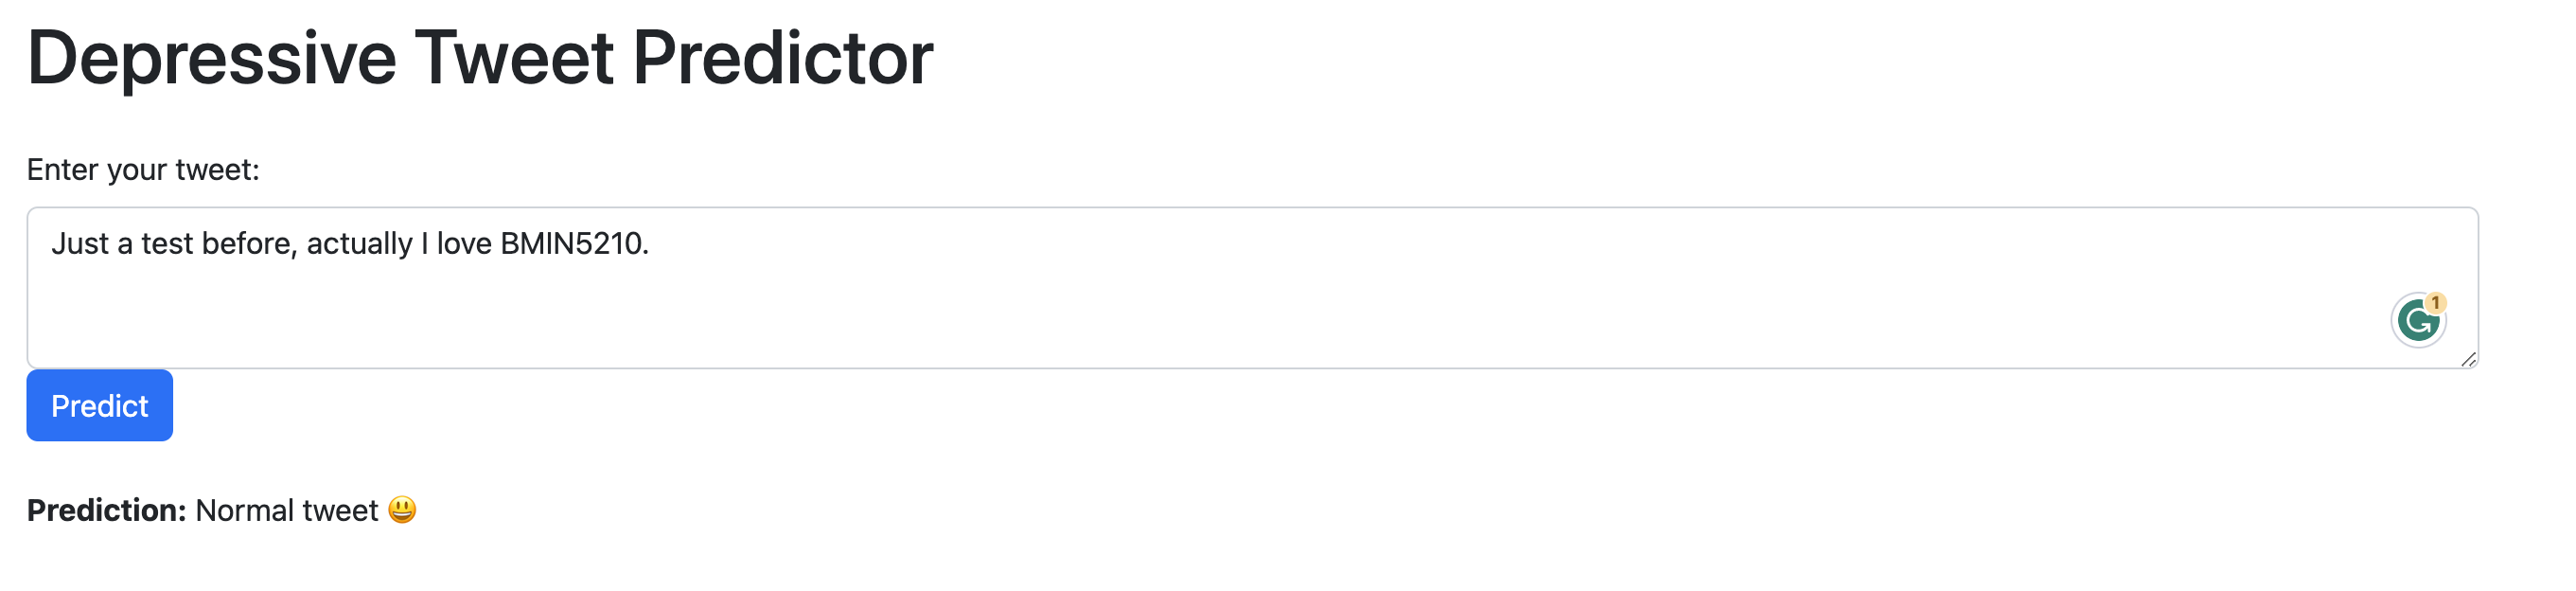 Depressive Tweet Predictor
Enter your tweet:
Just a test before, actually I love BMIN5210.
1
Predict
Prediction: Normal tweet 😃